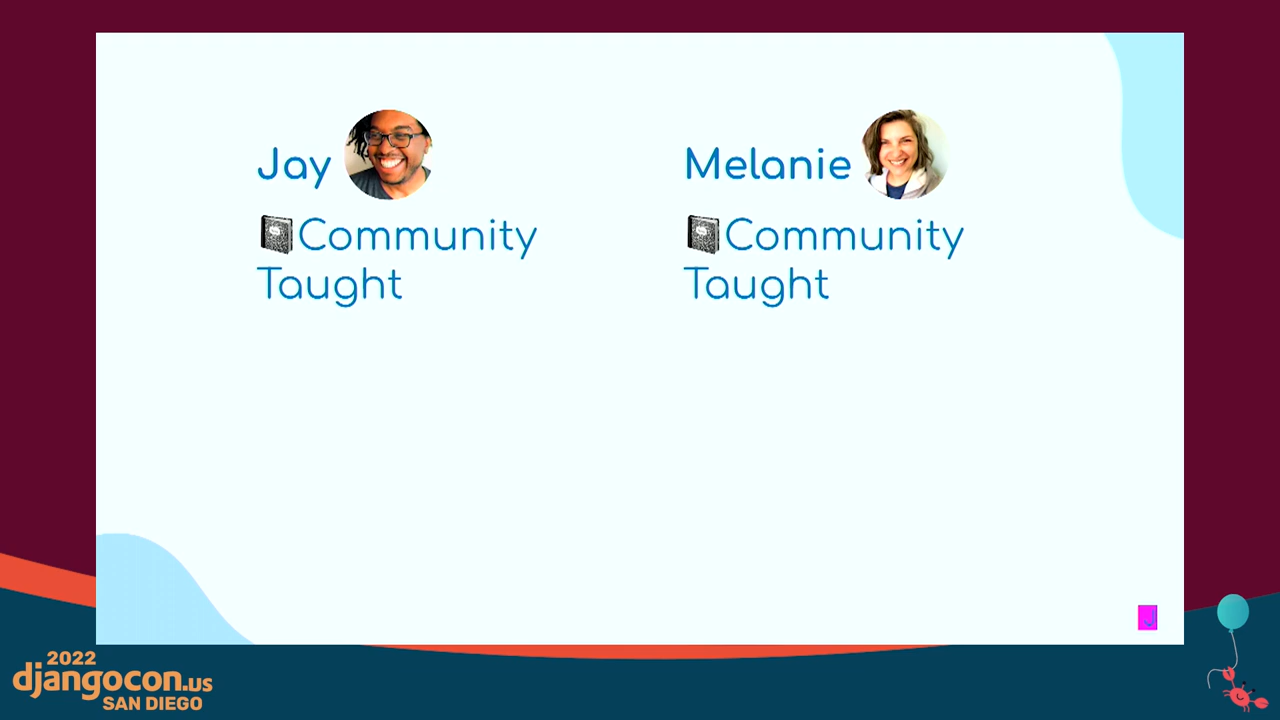 Jay
Melanie
Community
Taught
Community
Taught
J
2022
djangocon.us
SAN DIEGO